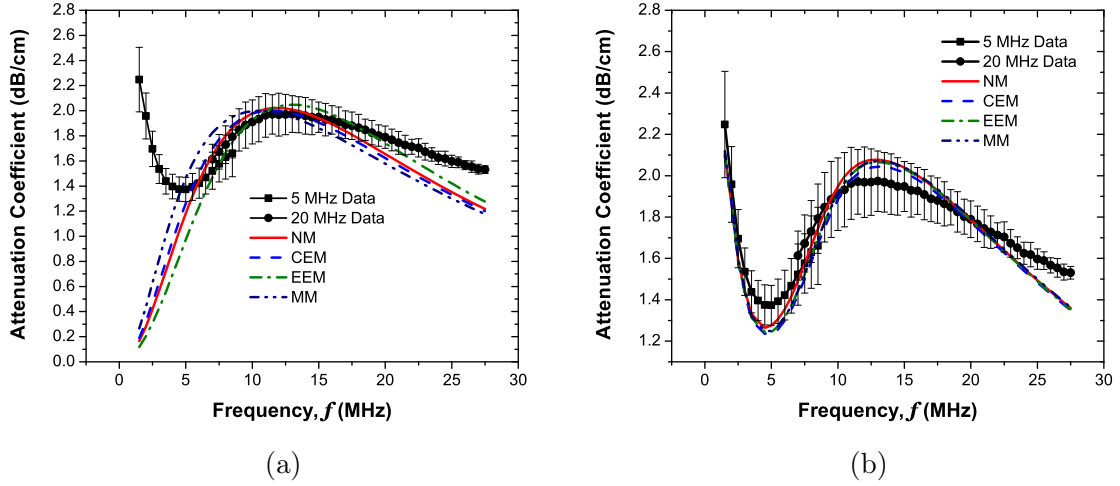 2.8
2.6
2.4
2.2
2.0
1.8
1.6
1.4
1.2
1.0
0.8
0.6
0.4
0.2
0.0
Attenuation Coefficient (dB/cm)
5 MHz Data
20 MHz Data
NM
CEM
EEM
MM
0 5 10 15 20 25 30
Frequency, f (MHz)
(a)
2.8
2.6
2.4
2.2
2.0
1.8
1.6
1.4
1.2
Attenuation Coefficient (dB/cm)
5 MHz Data
20 MHz Data
NM
CEM
EEM
MM
0 5 10 15 20 25 30
Frequency, f (MHz)
(b)